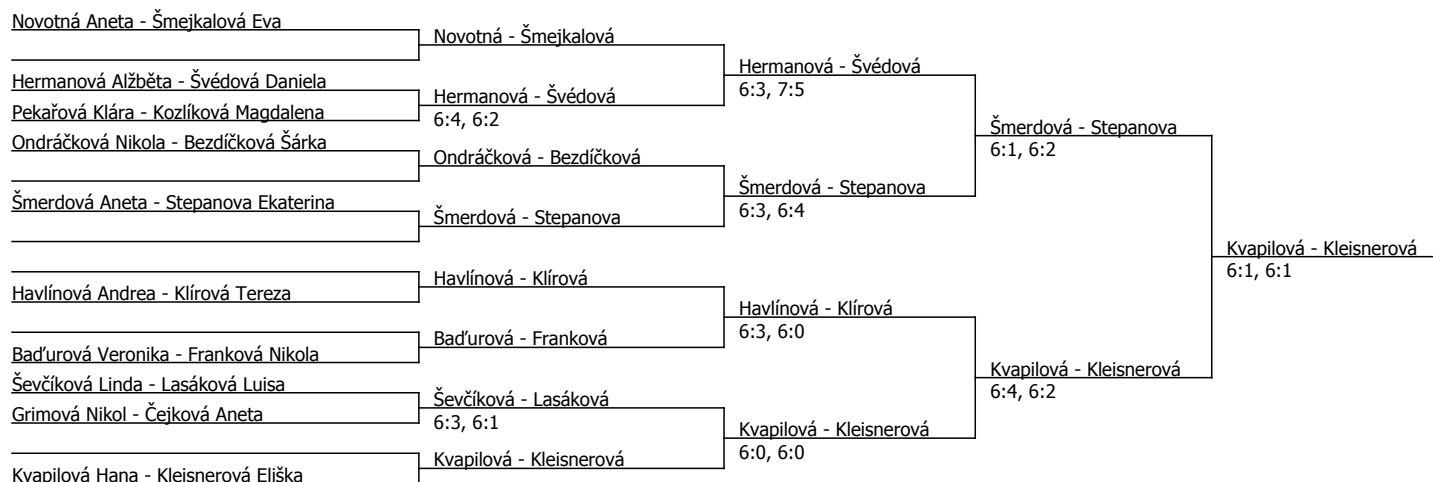 Novotná Aneta - Šmejkalová Eva
Hermanová Alžběta - Švédová Daniela
Pekařová Klára - Kozlíková Magdalena
Ondráčková Nikola - Bezdíčková Šárka
Šmerdová Aneta - Stepanova Ekaterina
Havlínová Andrea - Klírová Tereza
Baďurová Veronika - Franková Nikola
Ševčíková Linda - Lasáková Luisa
Grimová Nikol - Čejková Aneta
Kvapilová Hana - Kleisnerová Eliška
Novotná - Šmejkalová
Hermanová - Švédová
6:4, 6:2
Ondráčková - Bezdíčková
Šmerdová - Stepanova
Havlínová - Klírová
Baďurová - Franková
Ševčíková - Lasáková
6:3, 6:1
Kvapilová - Kleisnerová
Hermanová - Švédová
6:3, 7:5
Šmerdová - Stepanova
6:3, 6:4
Havlínová - Klírová
6:3, 6:0
Kvapilová - Kleisnerová
6:0, 6:0
Šmerdová - Stepanova
6:1, 6:2
Kvapilová - Kleisnerová
6:4, 6:2
Kvapilová - Kleisnerová
6:1, 6:1